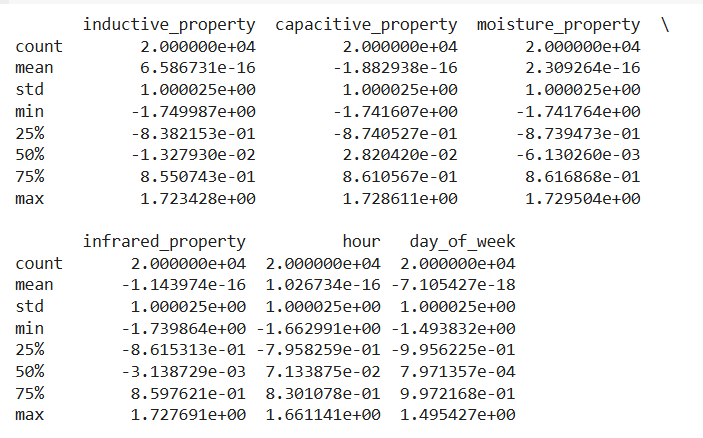 inductive_property capacitive_property moisture_property \
count 2.000000e+04 2.000000e+04 2.000000e+04
mean 6.586731e-16 -1.882938e-16 2.309264e-16
std 1.000025e+00 1.000025e+00 1.000025e+00
min -1.749987e+00 -1.741607e+00 -1.741764e+00
25% -8.382153e-01 -8.740527e-01 -8.739473e-01
50% -1.327930e-02 2.820420e-02 -6.130260e-03
75% 8.550743e-01 8.610567e-01 8.616868e-01
max 1.723428e+00 1.728611e+00 1.729504e+00
infrared_property hour day_of_week
count 2.000000e+04 2.000000e+04 2.000000e+04
mean -1.143974e-16 1.026734e-16 -7.105427e-18
std 1.000025e+00 1.000025e+00 1.000025e+00
min -1.739864e+00 -1.662991e+00 -1.493832e+00
25% -8.615313e-01 -7.958259e-01 -9.956225e-01
50% -3.138729e-03 7.133875e-02 7.971357e-04
75% 8.597621e-01 8.301078e-01 9.972168e-01
max 1.727691e+00 1.661141e+00 1.495427e+00